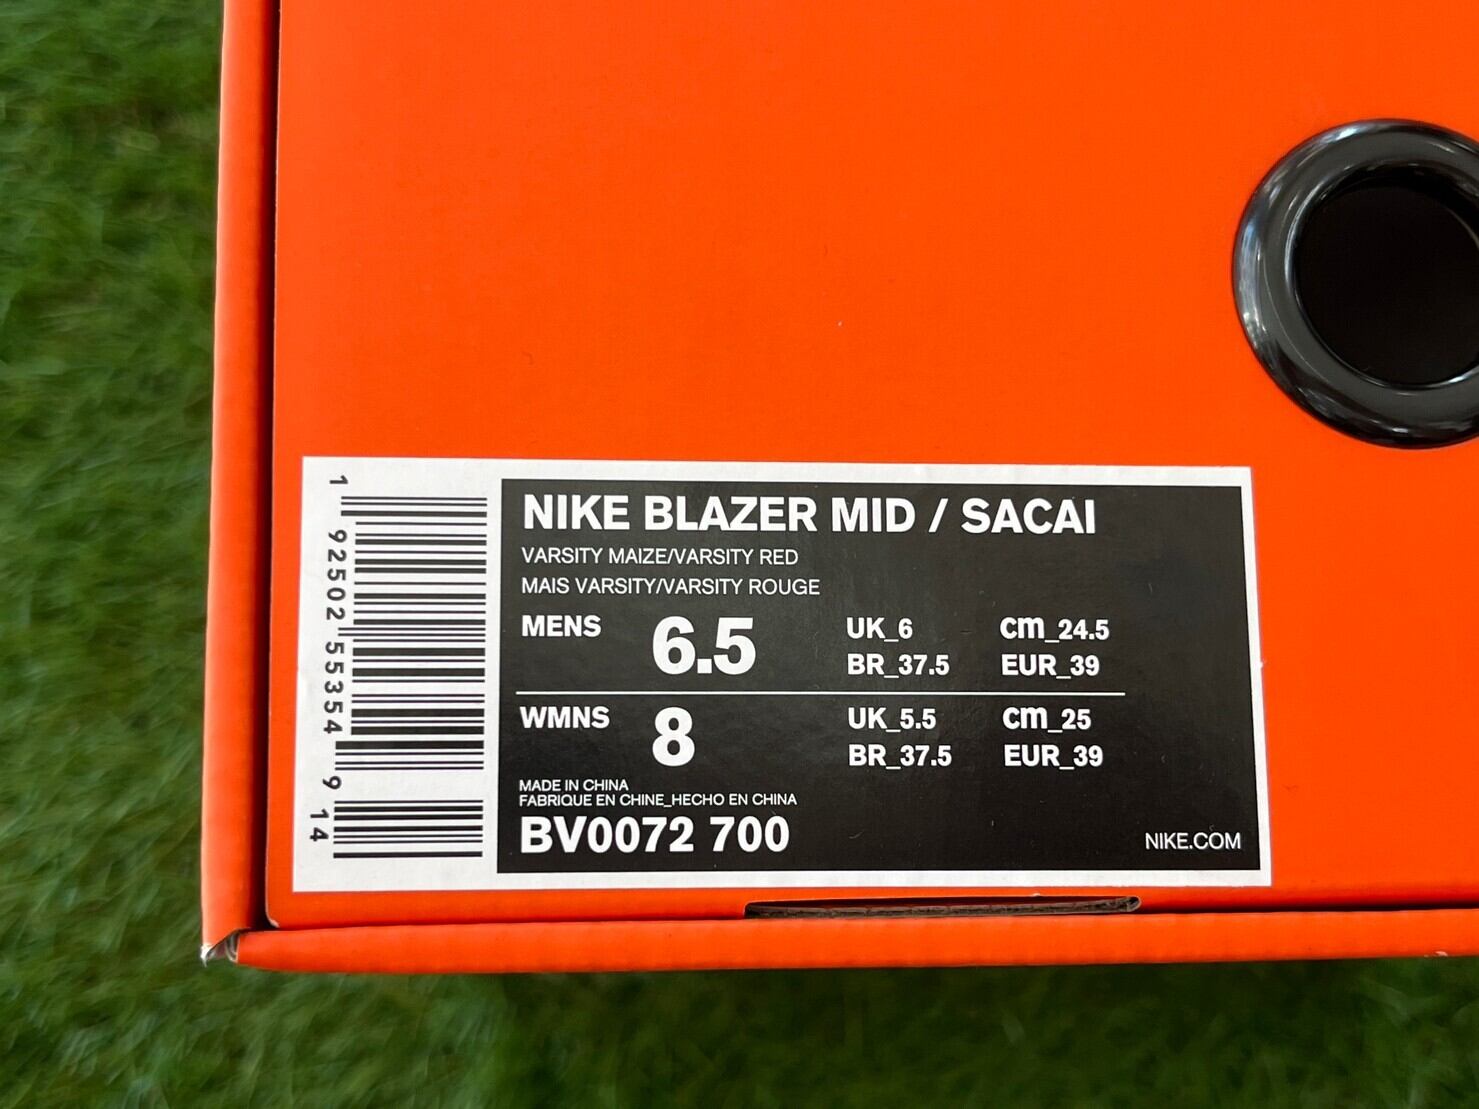 NIKE BLAZER MID / SACAI
VARSITY MAIZE/VARSITY RED
MAIS VARSITY/VARSITY ROUGE
MENS 6.5 UK_6 cm_24.5
BR_37.5 EUR_39
WMNS 8 UK_5.5 cm_25
BR_37.5 EUR_39
MADE IN CHINA
FABRIQUE EN CHINE_HECHO EN CHINA
BV0072 700
NIKE.COM
1 92502 55354 9 14